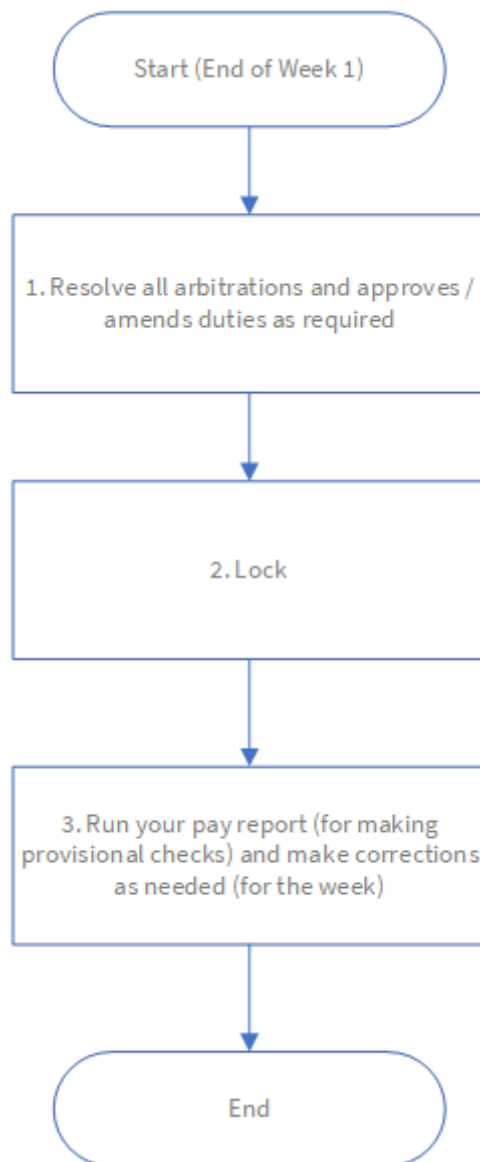 Start (End of Week 1)
1. Resolve all arbitrations and approves /
amends duties as required
2. Lock
3. Run your pay report (for making
provisional checks) and make corrections
as needed (for the week)
End